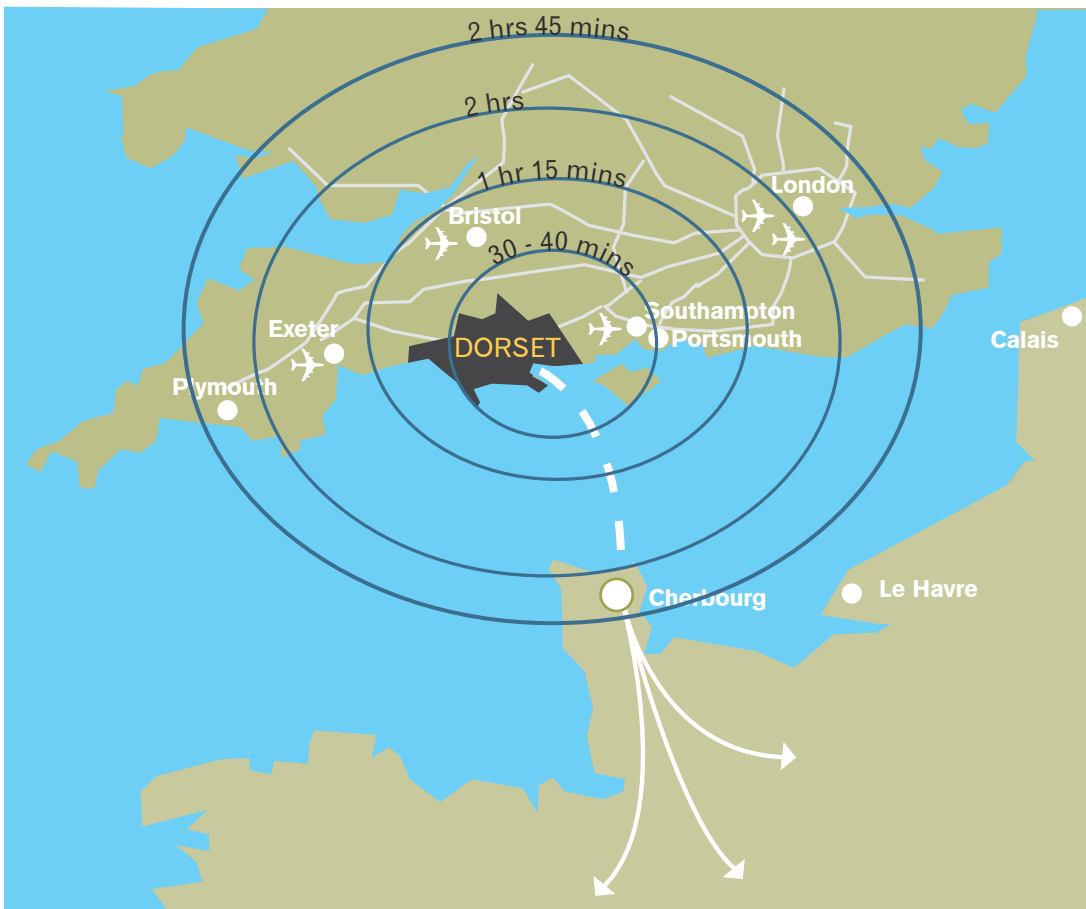 2 hrs 45 mins
2 hrs
1 hr 15 mins
London
Bristol
30 - 40 mins
Southampton
Exeter
Portsmouth
Calais
DORSET
Plymouth
Le Havre
Cherbourg